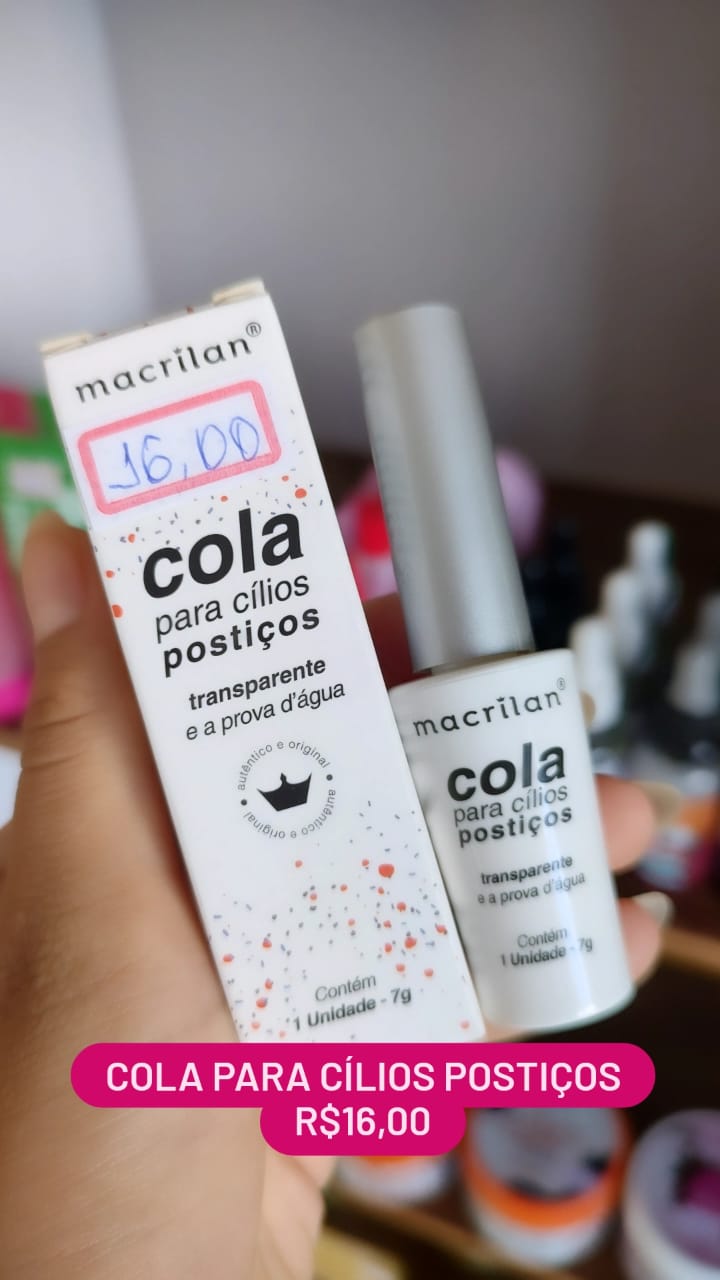 macrilan®
16,00
cola
para cílios
postiços
transparente
e a prova d'água
autêntico e original • autêntico e original •
Contém
1 Unidade - 7g
macrilan®
cola
para cílios
postiços
transparente
e a prova d'água
Contém
1 Unidade - 7g
COLA PARA CÍLIOS POSTIÇOS
R$16,00